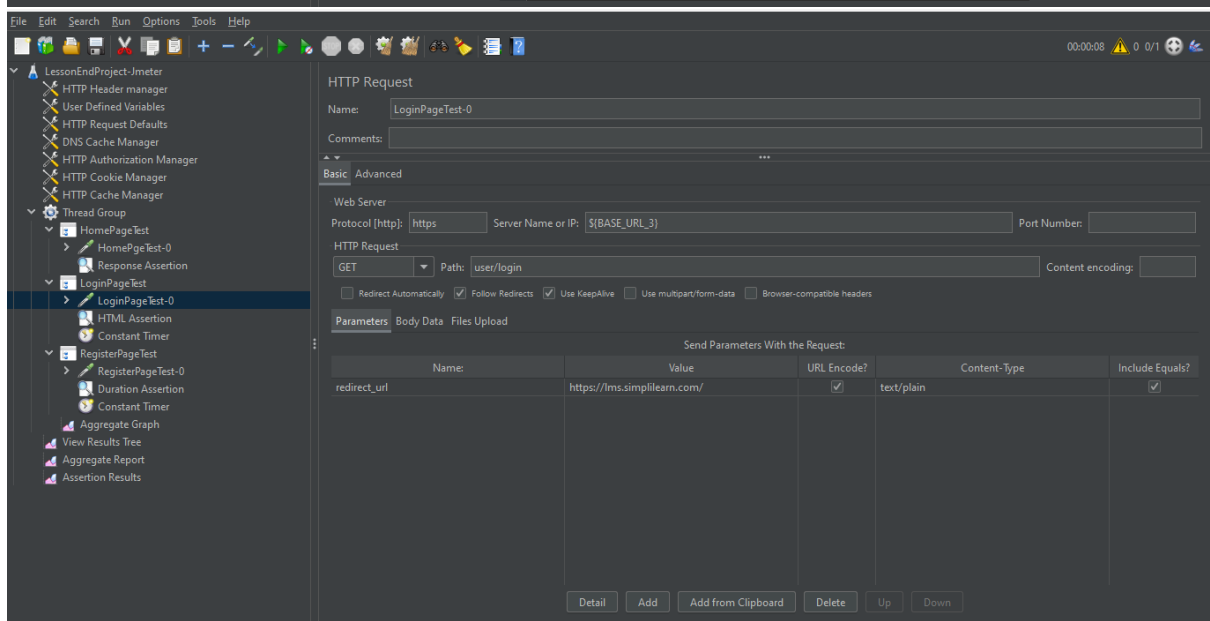 File Edit Search Run Options Tools Help
00:00:08 0 0/1
LessonEndProject-Jmeter
HTTP Header manager
User Defined Variables
HTTP Request Defaults
DNS Cache Manager
HTTP Authorization Manager
HTTP Cookie Manager
HTTP Cache Manager
Thread Group
HomePageTest
HomePgeTest-0
Response Assertion
LoginPageTest
LoginPageTest-0
HTML Assertion
Constant Timer
RegisterPageTest
RegisterPageTest-0
Duration Assertion
Constant Timer
Aggregate Graph
View Results Tree
Aggregate Report
Assertion Results
HTTP Request
Name: LoginPageTest-0
Comments:
Basic Advanced
Web Server
Protocol [http]: https Server Name or IP: ${BASE_URL_3} Port Number:
HTTP Request
GET Path: user/login Content encoding:
Redirect Automatically Follow Redirects Use KeepAlive Use multipart/form-data Browser-compatible headers
Parameters Body Data Files Upload
Send Parameters With the Request:
Name: Value URL Encode? Content-Type Include Equals?
redirect_url https://lms.simplilearn.com/ text/plain
Detail Add Add from Clipboard Delete Up Down